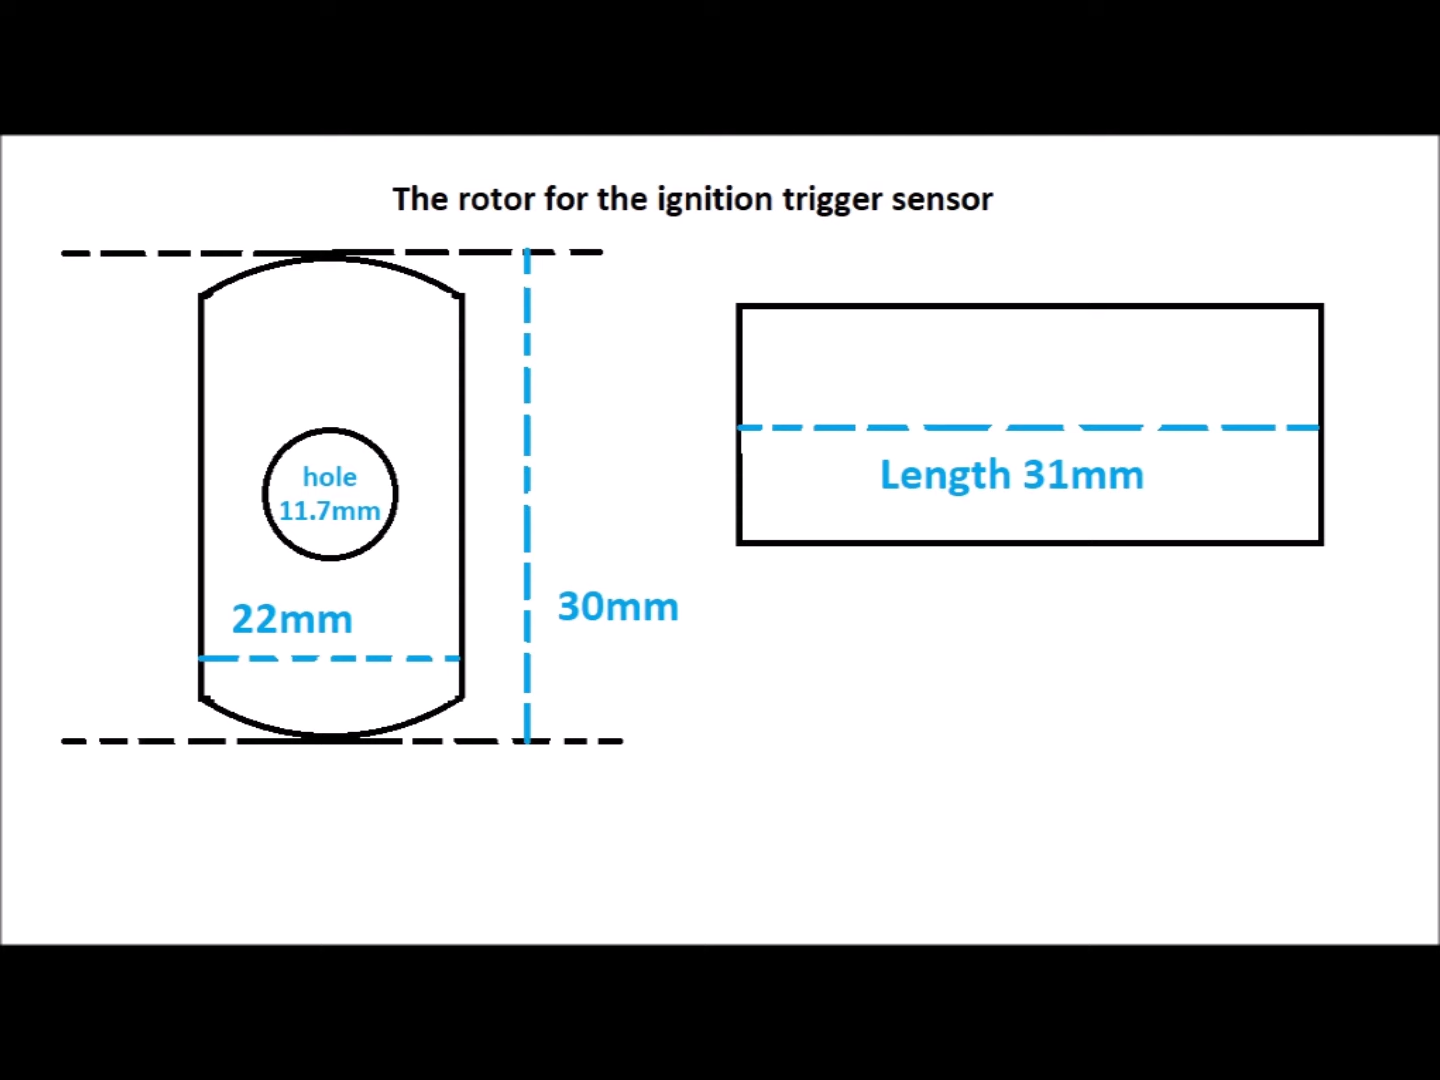 The rotor for the ignition trigger sensor
hole
11.7mm
22mm
30mm
Length 31mm